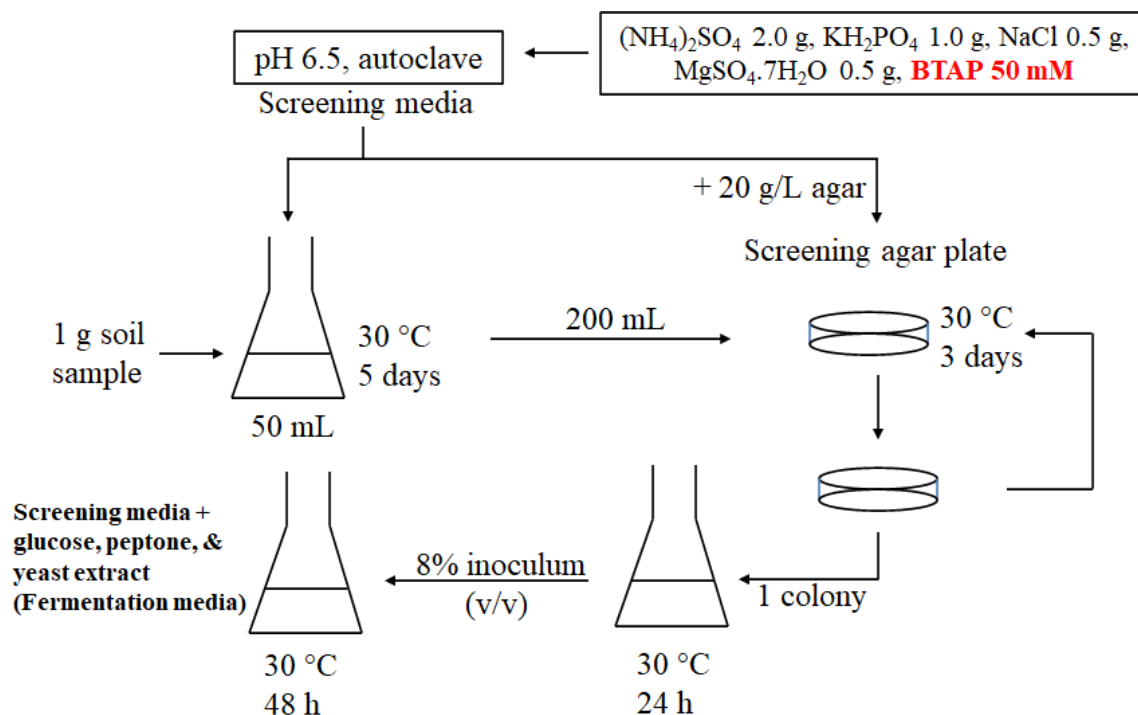 (NH4)2SO4 2.0 g, KH2PO4 1.0 g, NaCl 0.5 g,
MgSO4.7H2O 0.5 g, BTAP 50 mM
pH 6.5, autoclave
Screening media
+ 20 g/L agar
Screening agar plate
1 g soil
sample
30 °C
5 days
50 mL
200 mL
30 °C
3 days
1 colony
30 °C
24 h
8% inoculum
(v/v)
Screening media +
glucose, peptone, &
yeast extract
(Fermentation media)
30 °C
48 h